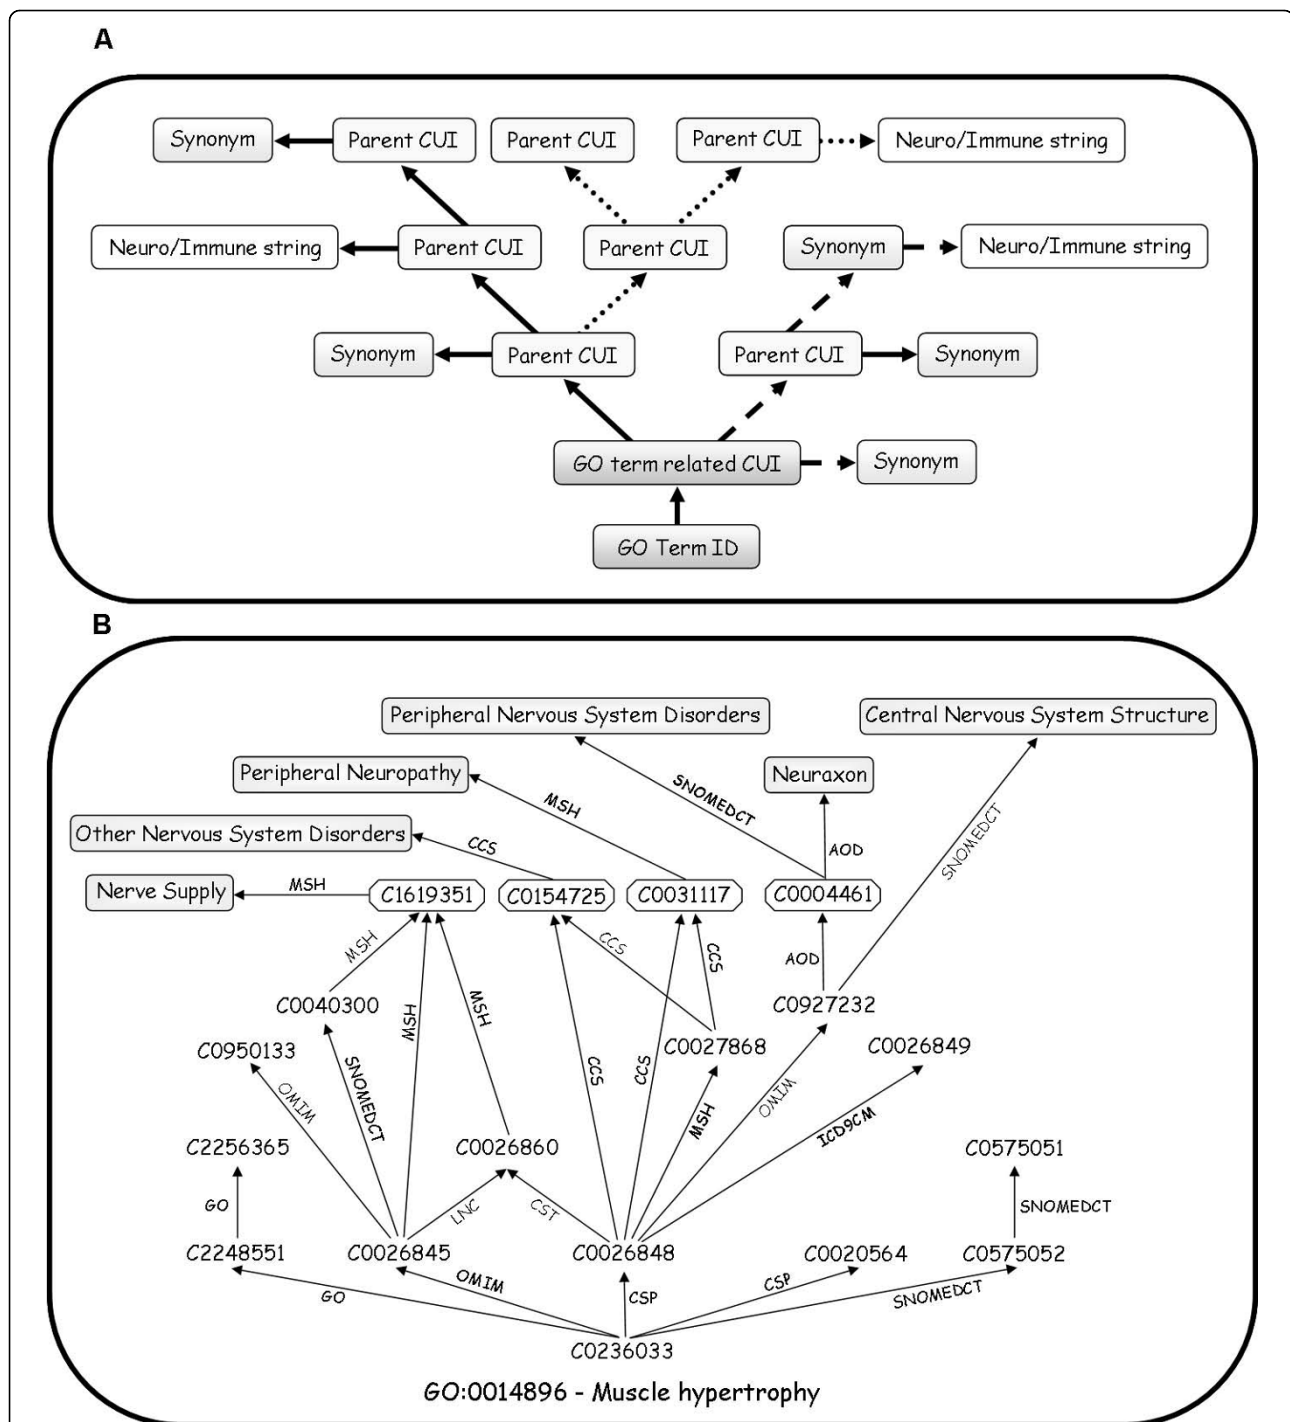 A
Synonym
Parent CUI
Parent CUI
Parent CUI
Neuro/Immune string
Neuro/Immune string
Parent CUI
Parent CUI
Synonym
Neuro/Immune string
Synonym
Parent CUI
Parent CUI
Synonym
GO term related CUI
Synonym
GO Term ID
B
Peripheral Nervous System Disorders
Central Nervous System Structure
Peripheral Neuropathy
Neuraxon
SNOMEDCT
MSH
SNOMEDCT
Other Nervous System Disorders
CCS
AOD
Nerve Supply
MSH
C1619351
C0154725
C0031117
C0004461
MSH
CCS
CCS
AOD
C0040300
MSH
MSH
C0927232
C0950133
C0027868
C0026849
OMIM
SNOMEDCT
CCS
CCS
MSH
OMIM
ICD9CM
C2256365
C0026860
C0575051
GO
LNC
CST
SNOMEDCT
C2248551
C0026845
C0026848
C0020564
C0575052
GO
OMIM
CSP
CSP
SNOMEDCT
C0236033
GO:0014896 - Muscle hypertrophy